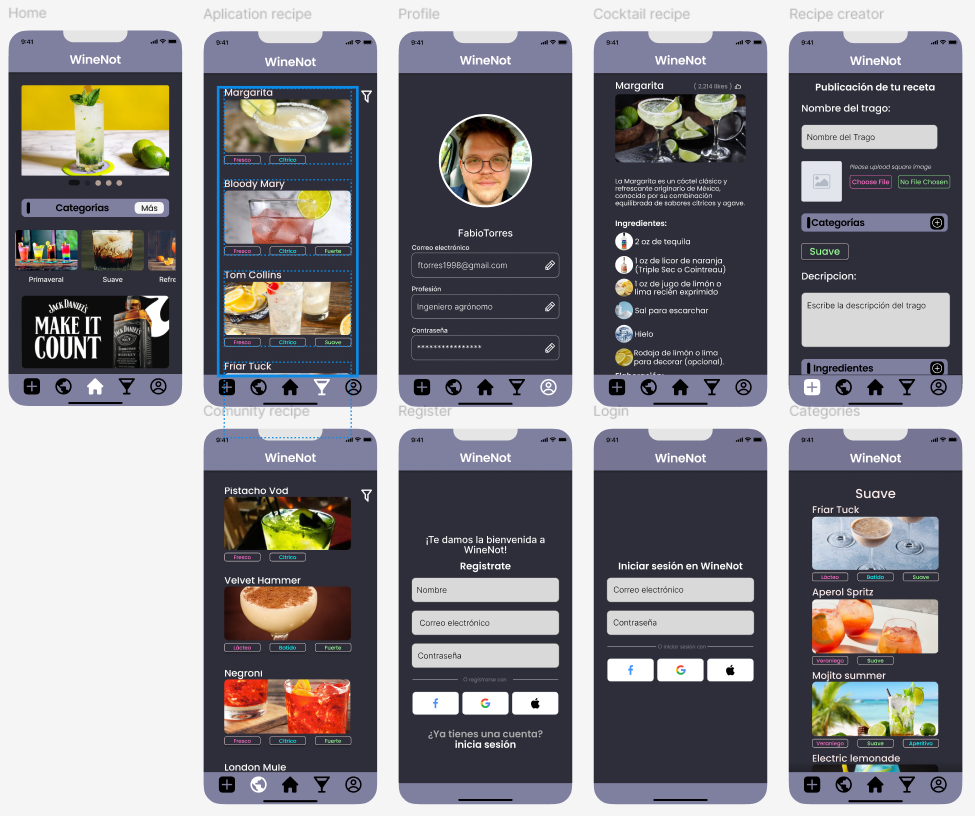 Home
9:41
WineNot
Categorías
Más
Primaveral
Suave
Refre
JACK DANIEL'S
MAKE IT
COUNT
Aplication recipe
9:41
WineNot
Margarita
Fresco
Cítrico
Bloody Mary
Fresco
Cítrico
Fuerte
Tom Collins
Fresco
Cítrico
Suave
Friar Tuck
Profile
9:41
WineNot
FabioTorres
Correo electrónico
ftorres1998@gmail.com
Profesión
Ingeniero agrónomo
Contraseña
****************
Cocktail recipe
9:41
WineNot
Margarita
( 2,214 likes )
La Margarita es un cóctel clásico y
refrescante originario de México,
conocido por su combinación
equilibrada de sabores cítricos y agave.
Ingredientes:
2 oz de tequila
1 oz de licor de naranja
(Triple Sec o Cointreau)
1 oz de jugo de limón o
lima recién exprimido
Sal para escarchar
Hielo
Rodaja de limón o lima
para decorar (opcional).
Recipe creator
9:41
WineNot
Publicación de tu receta
Nombre del trago:
Nombre del Trago
Please upload square image
Choose File
No File Chosen
Categorías
Suave
Decripcion:
Escribe la descripción del trago
Ingredientes
Comunity recipe
9:41
WineNot
Pistacho Vod
Fresco
Cítrico
Velvet Hammer
Lácteo
Batido
Fuerte
Negroni
Fresco
Cítrico
Fuerte
London Mule
Register
9:41
WineNot
¡Te damos la bienvenida a
WineNot!
Registrate
Nombre
Correo electrónico
Contraseña
O registrarse con
¿Ya tienes una cuenta?
inicia sesión
Login
9:41
WineNot
Iniciar sesión en WineNot
Correo electrónico
Contraseña
O iniciar sesión con
Categories
9:41
WineNot
Suave
Friar Tuck
Lácteo
Batido
Suave
Aperol Spritz
Veraniego
Suave
Mojito summer
Veraniego
Suave
Aperitivo
Electric lemonade